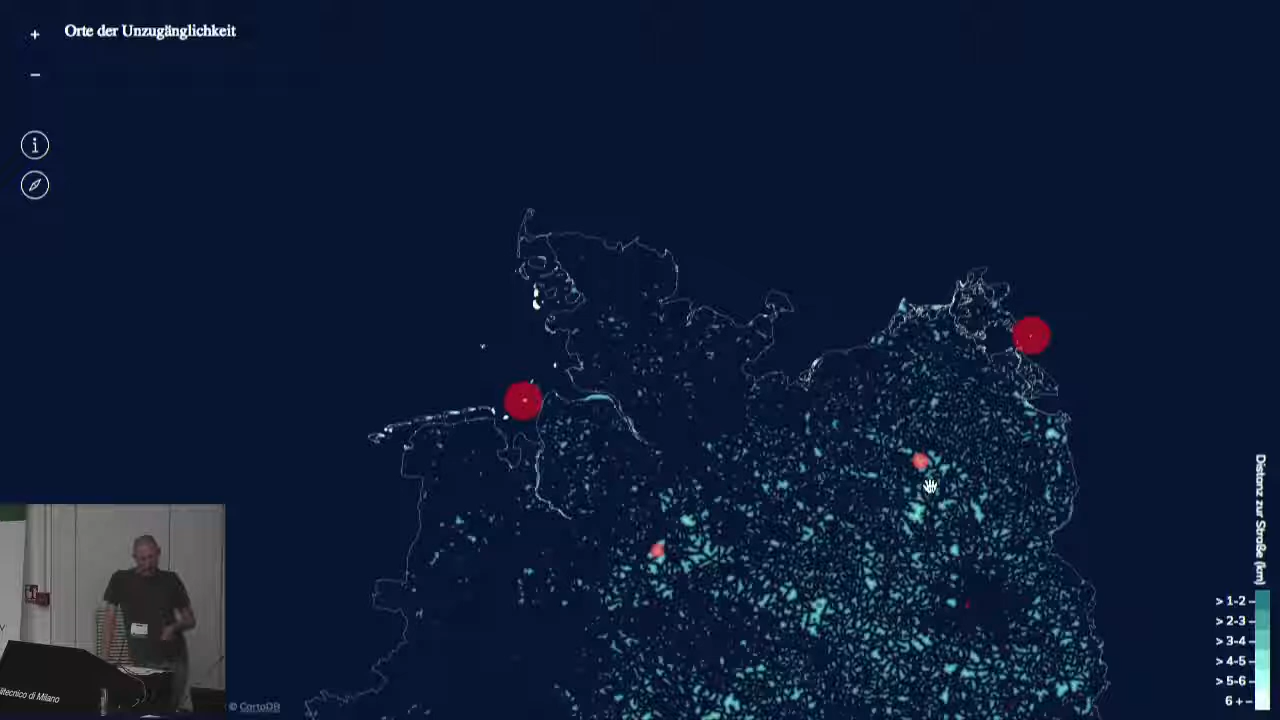 Orte der Unzugänglichkeit
Distanz zur Straße (km)
> 1-2
> 2-3
> 3-4
> 4-5
> 5-6
6 +
litecnico di Milano
© CartoDB